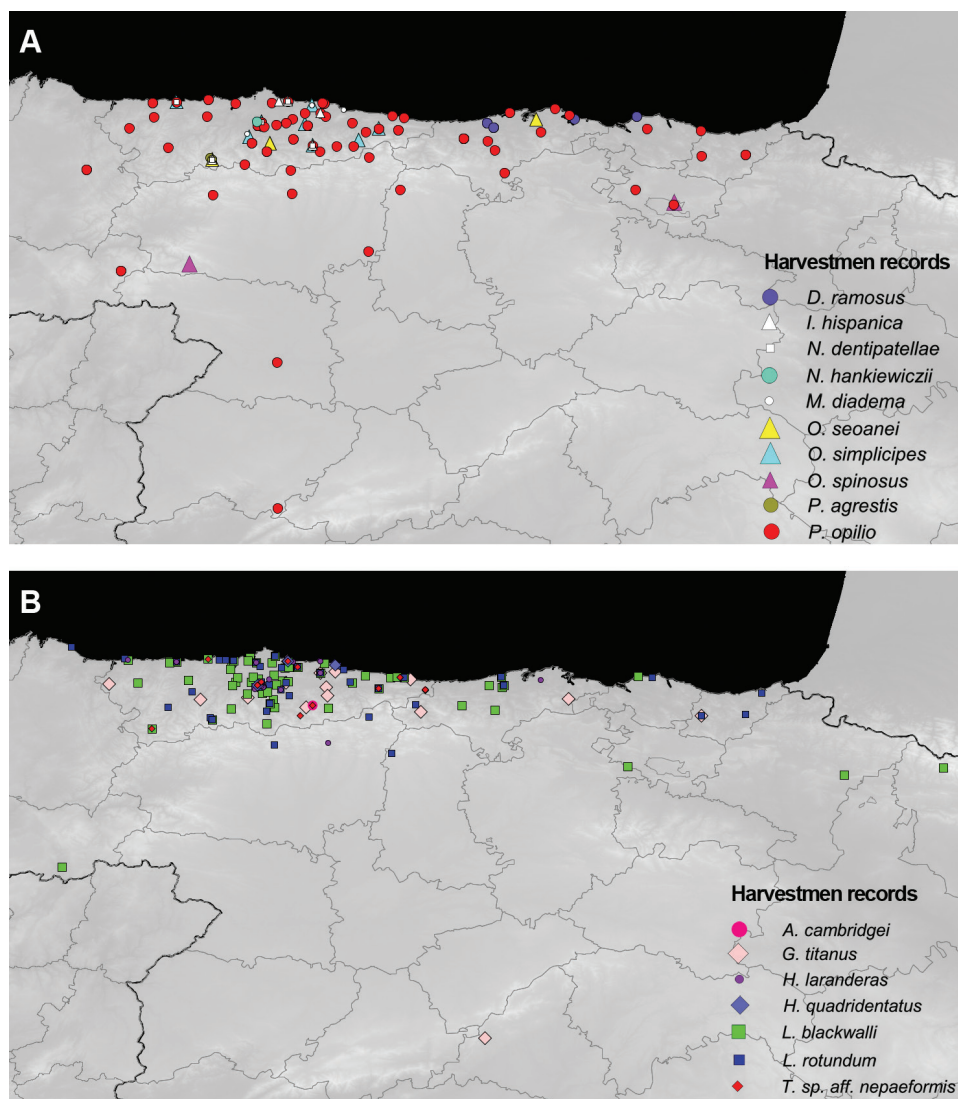 A
Harvestmen records
D. ramosus
I. hispanica
N. dentipatellae
N. hankiewiczii
M. diadema
O. seoanei
O. simplicipes
O. spinosus
P. agrestis
P. opilio
B
Harvestmen records
A. cambridgei
G. titanus
H. laranderas
H. quadridentatus
L. blackwalli
L. rotundum
T. sp. aff. nepaeformis